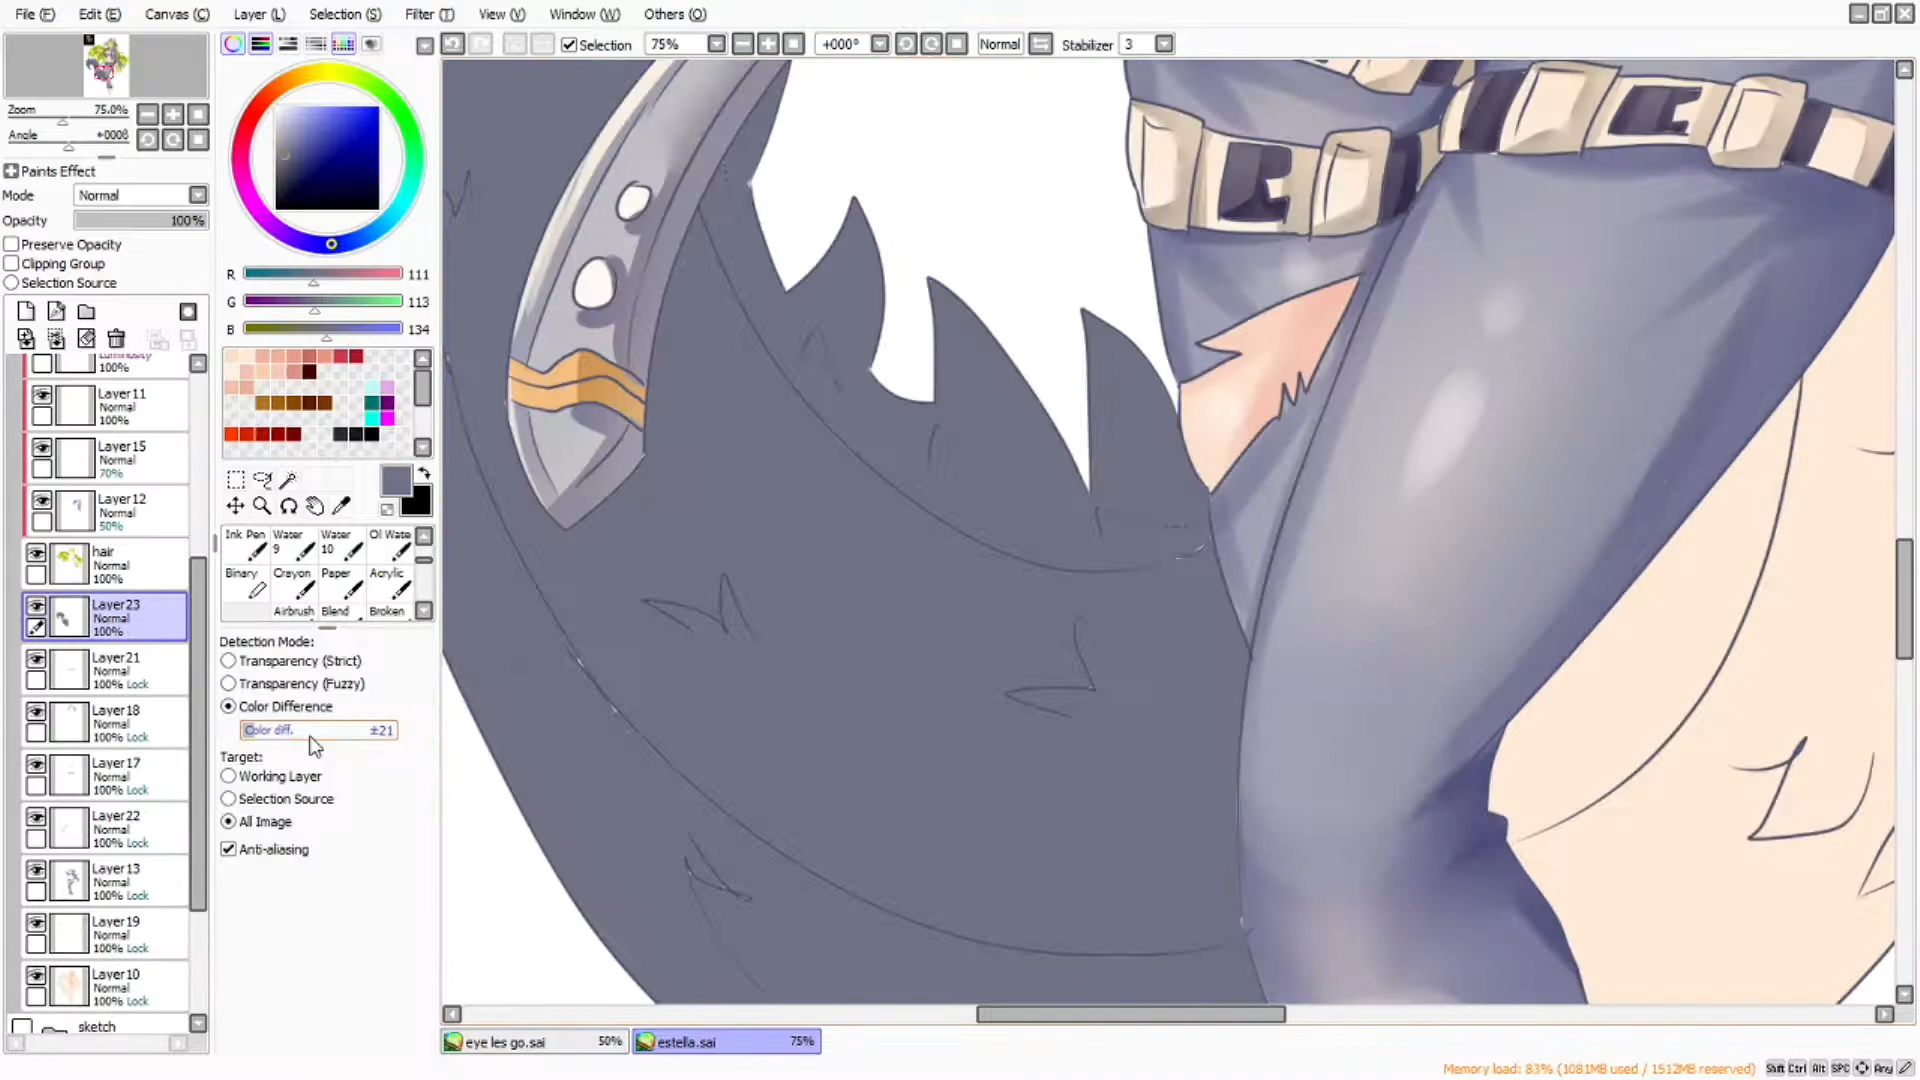 File (F) Edit (E) Canvas (C) Layer (L) Selection (S) Filter (T) View (V) Window (W) Others (O)
Selection 75% +000° Normal Stabilizer 3
Zoom 75.0%
Angle
Paints Effect
Mode Normal
Opacity 100%
Preserve Opacity
Clipping Group
Selection Source
Luminosity
100%
Layer11
Normal
100%
Layer15
Normal
70%
Layer12
Normal
50%
hair
Normal
100%
Layer23
Normal
100%
Layer21
Normal
100% Lock
Layer18
Normal
100% Lock
Layer17
Normal
100% Lock
Layer22
Normal
100% Lock
Layer13
Normal
100% Lock
Layer19
Normal
100% Lock
Layer10
Normal
100% Lock
sketch
R 111
G 113
B 134
Ink Pen Water 9 Water 10 Ol Wate
Binary Crayon Paper Acrylic
Airbrush Blend Broken
Detection Mode:
Transparency (Strict)
Transparency (Fuzzy)
Color Difference
Color diff. ±21
Target:
Working Layer
Selection Source
All Image
Anti-aliasing
eye les go.sai 50% estella.sai 75%
Memory load: 83% (1081MB used / 1512MB reserved) Shift Ctrl Alt SPC Any